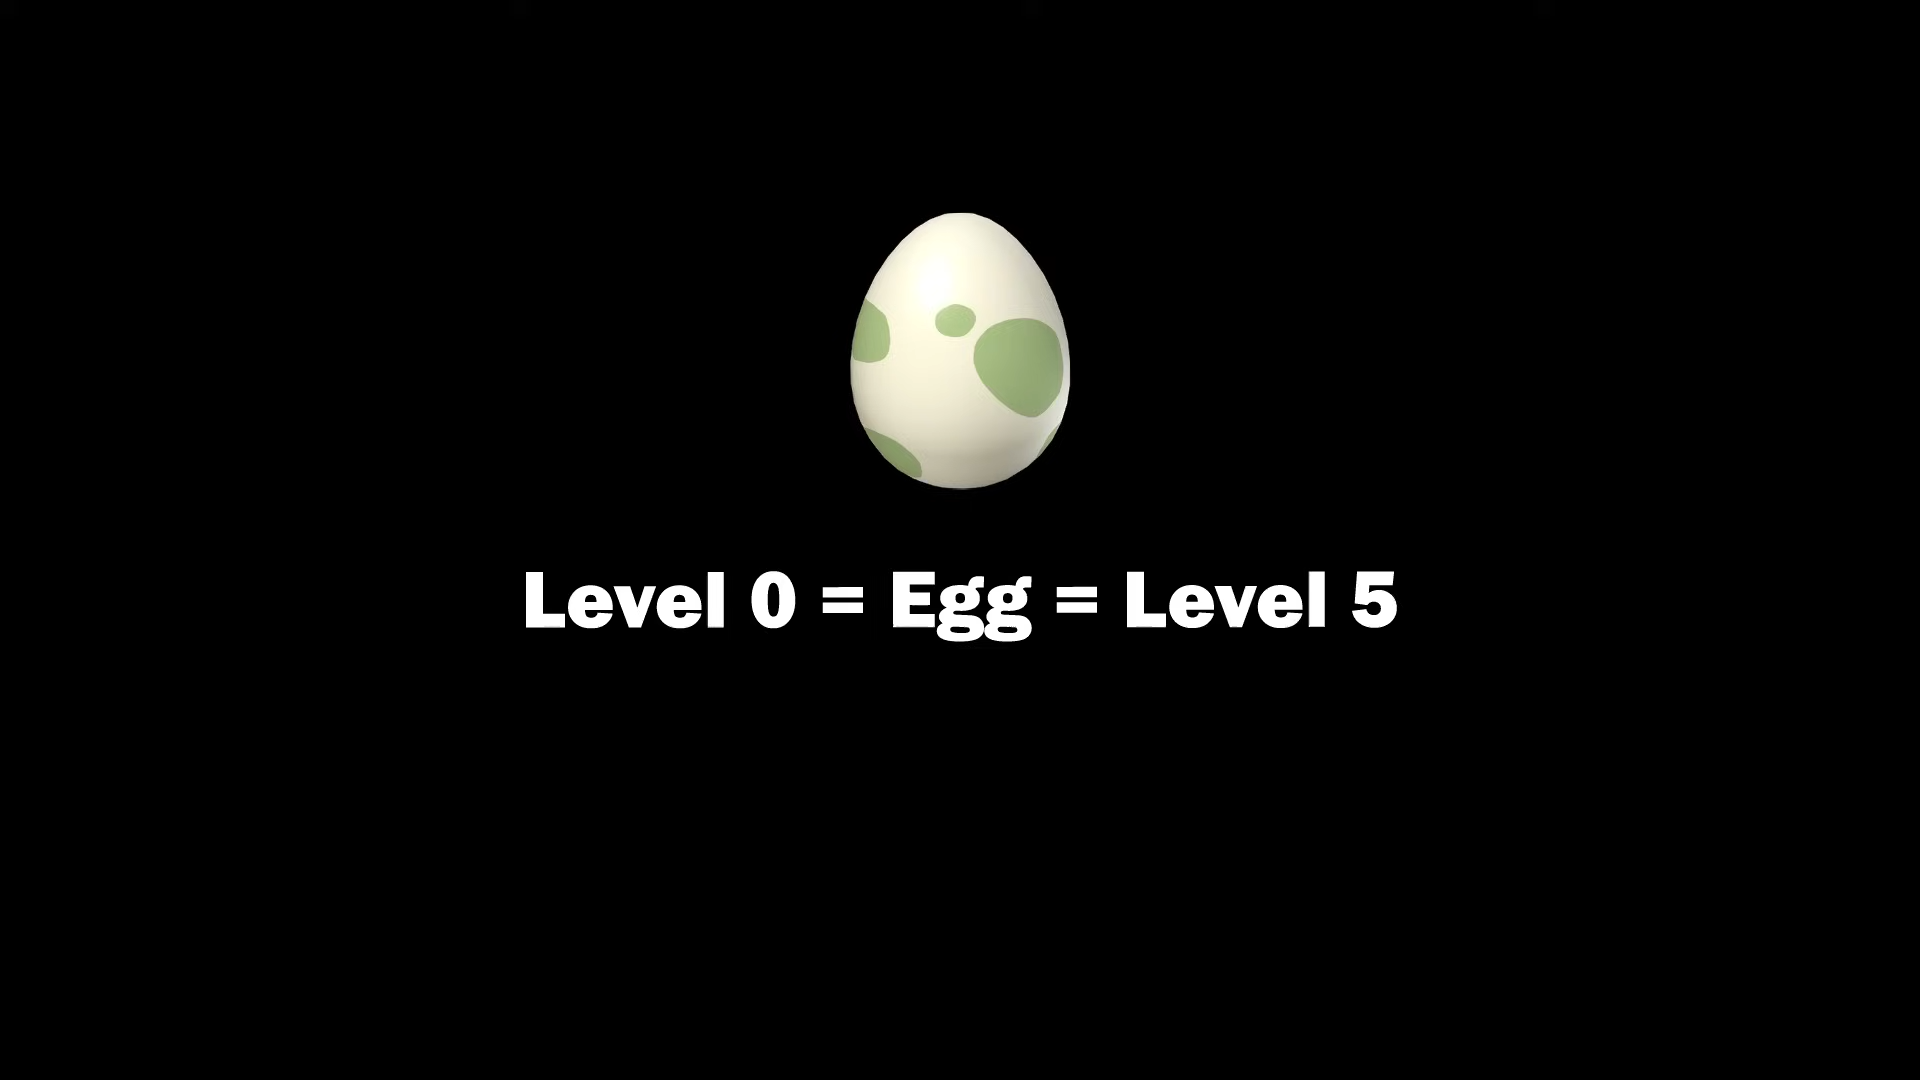 Level 0 = Egg = Level 5